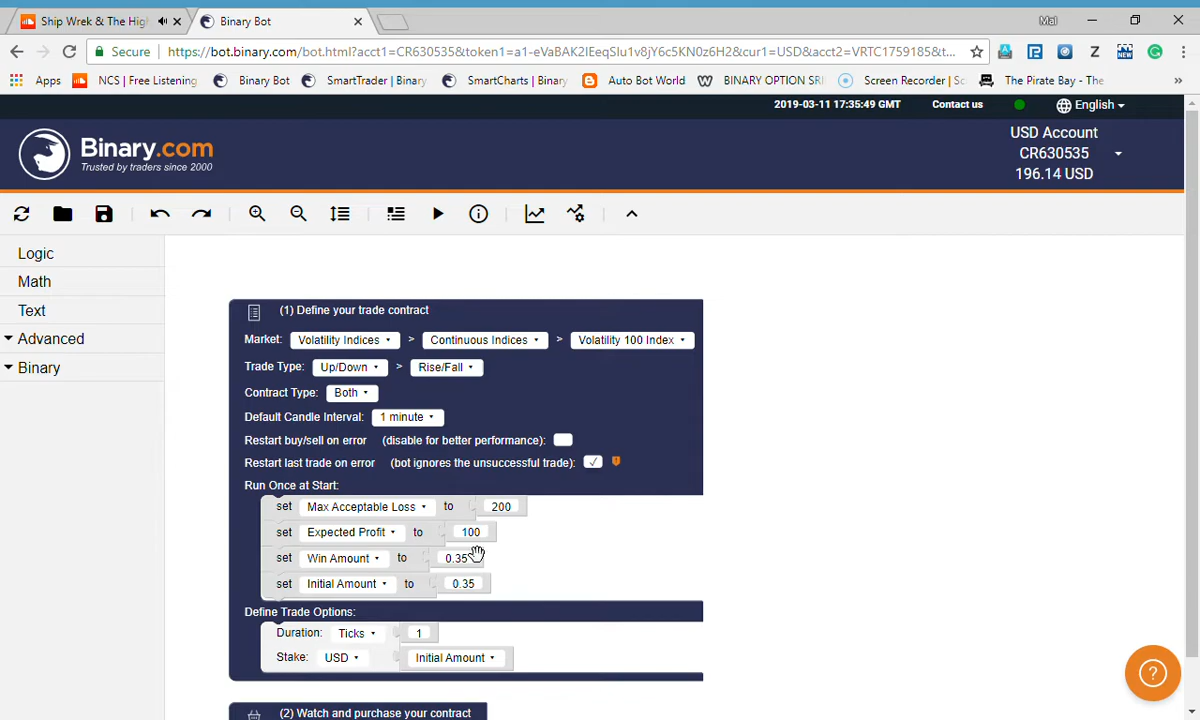 Ship Wrek & The High
Binary Bot
Mal
Secure
https://bot.binary.com/bot.html?acct1=CR630535&token1=a1-eVaBAK2IEeqSIu1v8jY6c5KN0z6H2&cur1=USD&acct2=VRTC1759185&t...
Apps
NCS | Free Listening
Binary Bot
SmartTrader | Binary
SmartCharts | Binary
Auto Bot World
BINARY OPTION SRI
Screen Recorder | Sc
The Pirate Bay - The
»
2019-03-11 17:35:49 GMT
Contact us
English
Binary.com
Trusted by traders since 2000
USD Account
CR630535
196.14 USD
Logic
Math
Text
Advanced
Binary
(1) Define your trade contract
Market: Volatility Indices > Continuous Indices > Volatility 100 Index
Trade Type: Up/Down > Rise/Fall
Contract Type: Both
Default Candle Interval: 1 minute
Restart buy/sell on error (disable for better performance):
Restart last trade on error (bot ignores the unsuccessful trade): ✓
Run Once at Start:
set Max Acceptable Loss to 200
set Expected Profit to 100
set Win Amount to 0.35
set Initial Amount to 0.35
Define Trade Options:
Duration: Ticks 1
Stake: USD Initial Amount
(2) Watch and purchase your contract
?